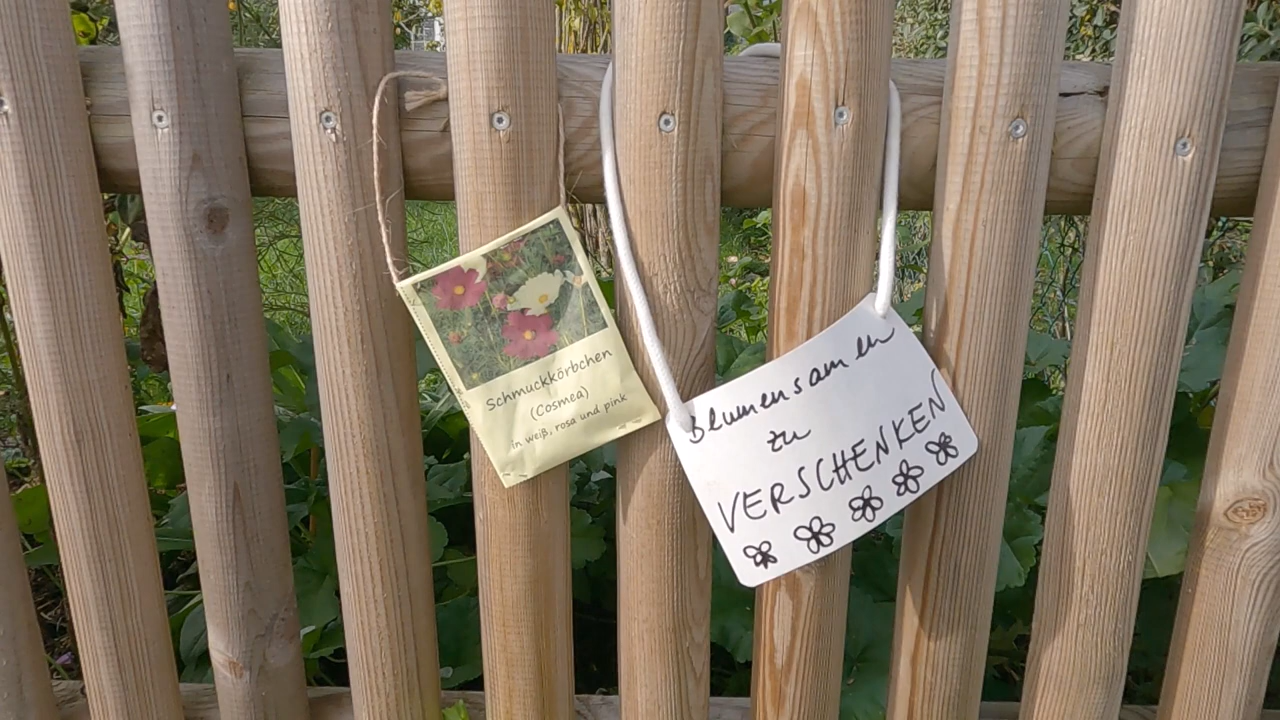 Schmuckkörbchen
(Cosmea)
in weiß, rosa und pink
Blumensamen
zu
VERSCHENKEN